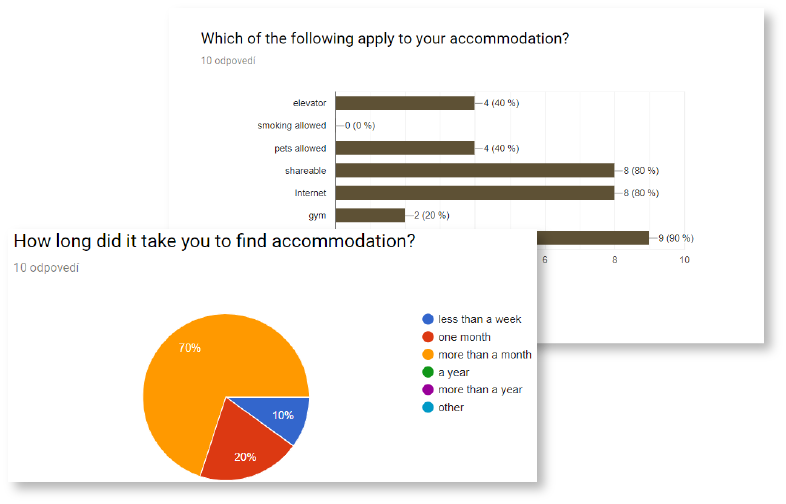 Which of the following apply to your accommodation?
10 odpovedí
elevator 4 (40 %)
smoking allowed 0 (0 %)
pets allowed 4 (40 %)
shareable 8 (80 %)
Internet 8 (80 %)
gym 2 (20 %)
9 (90 %)
6 8 10
How long did it take you to find accommodation?
10 odpovedí
less than a week
one month
more than a month
a year
more than a year
other
70%
10%
20%